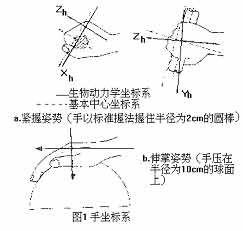 Zh
Xh
Zh
Yh
生物动力学坐标系
基本中心坐标系
a.紧握姿势（手以标准握法握住半径为2cm的圆棒）
b.伸掌姿势（手压在
半径为10cm的球面
上）
图1 手坐标系